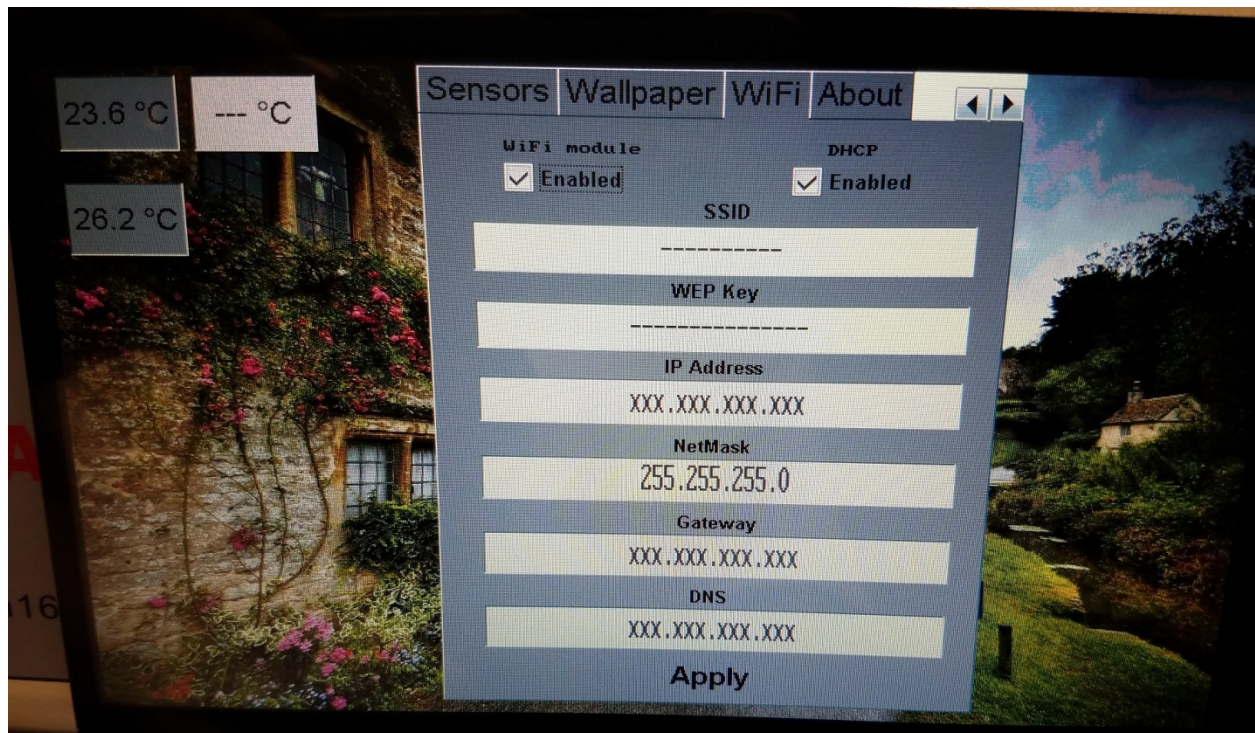 23.6 °C
--- °C
26.2 °C
Sensors Wallpaper WiFi About
WiFi module
DHCP
Enabled
Enabled
SSID
----------
WEP Key
---------------
IP Address
XXX.XXX.XXX.XXX
NetMask
255.255.255.0
Gateway
XXX.XXX.XXX.XXX
DNS
XXX.XXX.XXX.XXX
Apply
A
116